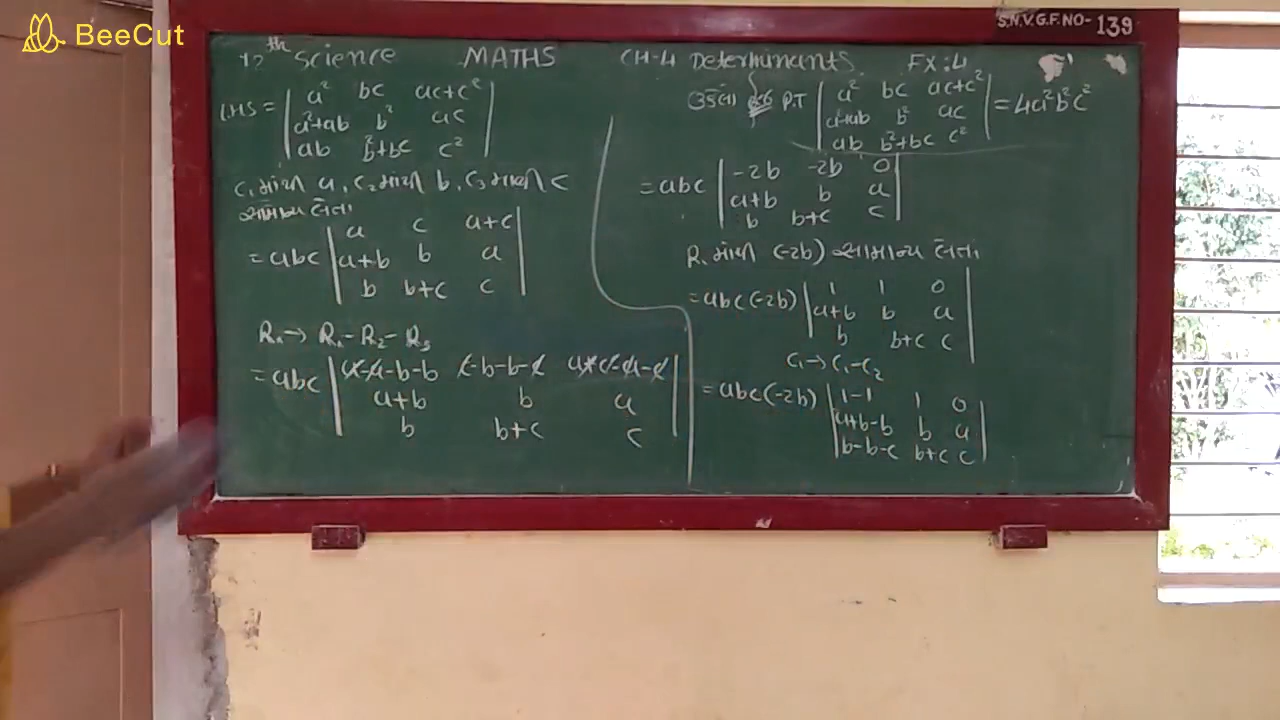 BeeCut
S.N.V.G.F.NO- 139
12th Science MATHS CH-4 Determinants EX:4
LHS = | a² bc ac+c² |
| a²+ab b² ac |
| ab b²+bc c² |
C₁ માંથી a, C₂ માંથી b, C₃ માંથી c
સામાન્ય લેતા
= abc | a c a+c |
| a+b b a |
| b b+c c |
R₁→ R₁-R₂-R₃
= abc | a-a-b-b c-b-b-c a+c-a-c |
| a+b b a |
| b b+c c |
P.T | a² bc ac+c² | = 4a²b²c²
| a²+ab b² ac |
| ab b²+bc c² |
= abc | -2b -2b 0 |
| a+b b a |
| b b+c c |
R₁ માંથી (-2b) સામાન્ય લેતા
= abc(-2b) | 1 1 0 |
| a+b b a |
| b b+c c |
C₁→ C₁-C₂
= abc(-2b) | 1-1 1 0 |
| a+b-b b a |
| b-b-c b+c c |